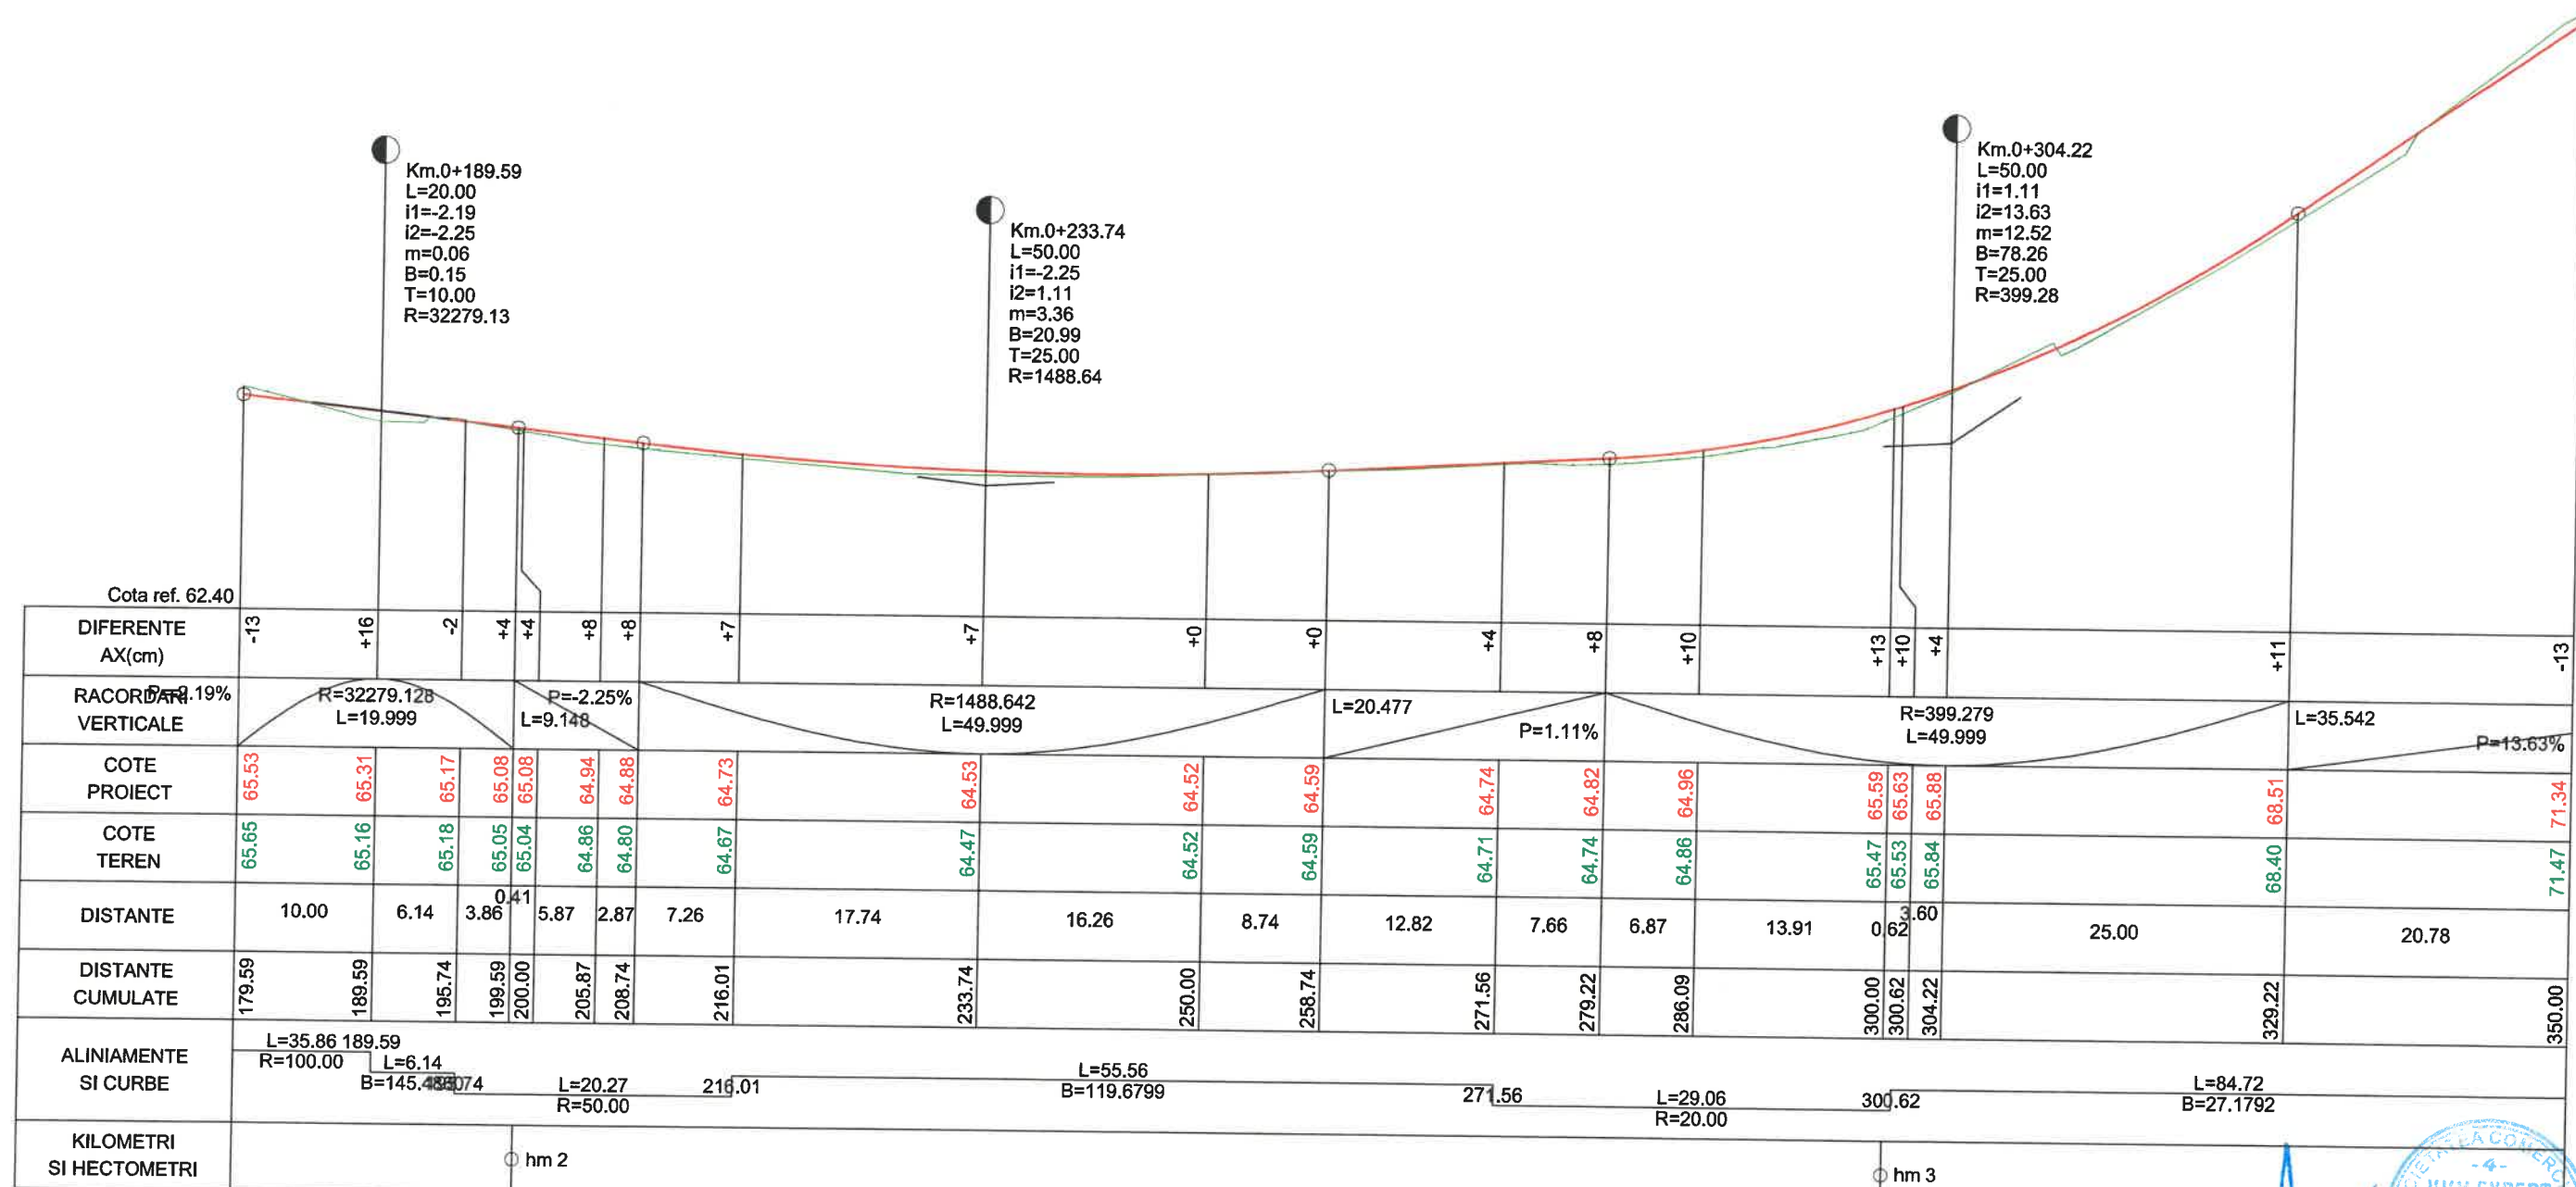 Km.0+189.59
L=20.00
i1=-2.19
i2=-2.25
m=0.06
B=0.15
T=10.00
R=32279.13
Km.0+233.74
L=50.00
i1=-2.25
i2=1.11
m=3.36
B=20.99
T=25.00
R=1488.64
Km.0+304.22
L=50.00
i1=1.11
i2=13.63
m=12.52
B=78.26
T=25.00
R=399.28
Cota ref. 62.40
DIFERENTE
AX(cm)
-13 +16 -2 +4 +4 +8 +8 +7 +7 +0 +0 +4 +8 +10 +13 +10 +4 +11 -13
RACORDARI
VERTICALE
P=-2.19%
R=32279.128
L=19.999
P=-2.25%
L=9.148
R=1488.642
L=49.999
L=20.477
P=1.11%
R=399.279
L=49.999
L=35.542
P=13.63%
COTE
PROIECT
65.53 65.31 65.17 65.08 65.08 64.94 64.88 64.73 64.53 64.52 64.59 64.74 64.82 64.96 65.59 65.63 65.88 68.51 71.34
COTE
TEREN
65.65 65.16 65.18 65.05 65.04 64.86 64.80 64.67 64.47 64.52 64.59 64.71 64.74 64.86 65.47 65.53 65.84 68.40 71.47
DISTANTE
10.00 6.14 3.86 0.41 5.87 2.87 7.26 17.74 16.26 8.74 12.82 7.66 6.87 13.91 0.62 3.60 25.00 20.78
DISTANTE
CUMULATE
179.59 189.59 195.74 199.59 200.00 205.87 208.74 216.01 233.74 250.00 258.74 271.56 279.22 286.09 300.00 300.62 304.22 329.22 350.00
ALINIAMENTE
SI CURBE
L=35.86 189.59
R=100.00
L=6.14
L=20.27
R=50.00
216.01
L=55.56
B=119.6799
271.56
L=29.06
R=20.00
300.62
L=84.72
B=27.1792
KILOMETRI
SI HECTOMETRI
hm 2
hm 3
-4-